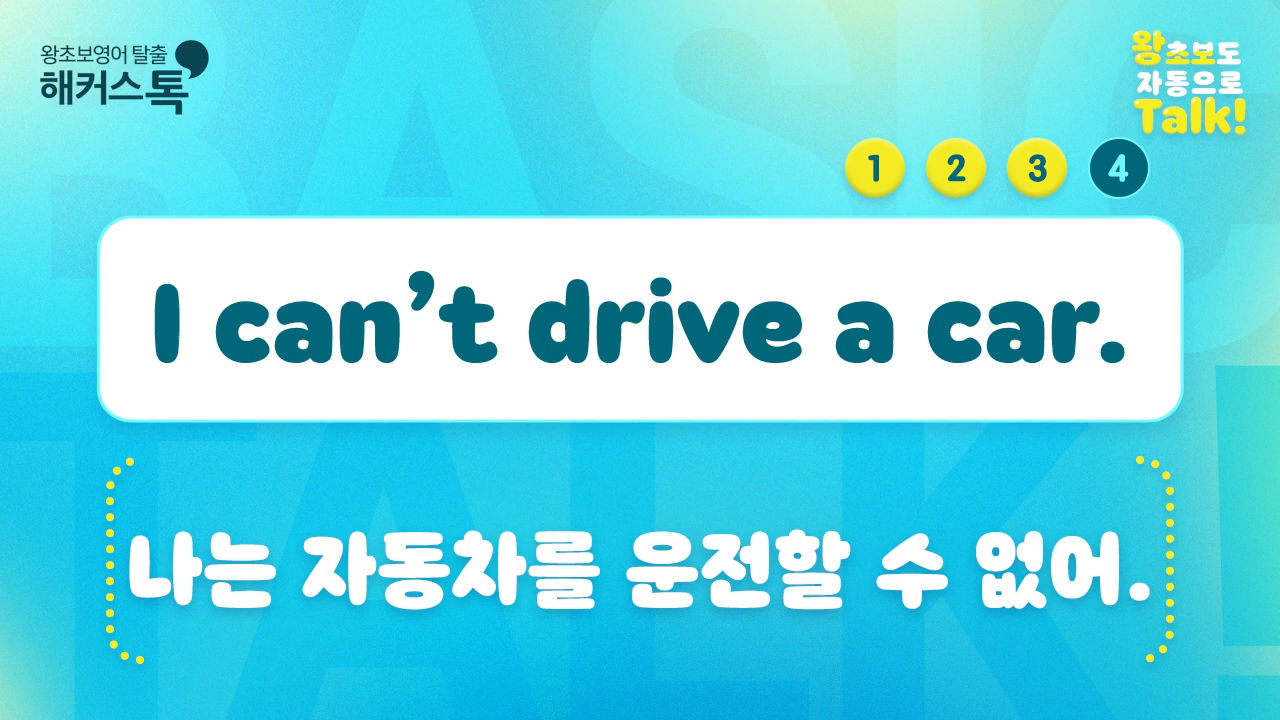 왕초보영어 탈출
해커스톡
왕초보도
자동으로
Talk!
1 2 3 4
I can’t drive a car.
나는 자동차를 운전할 수 없어.
BASIC
TALK!